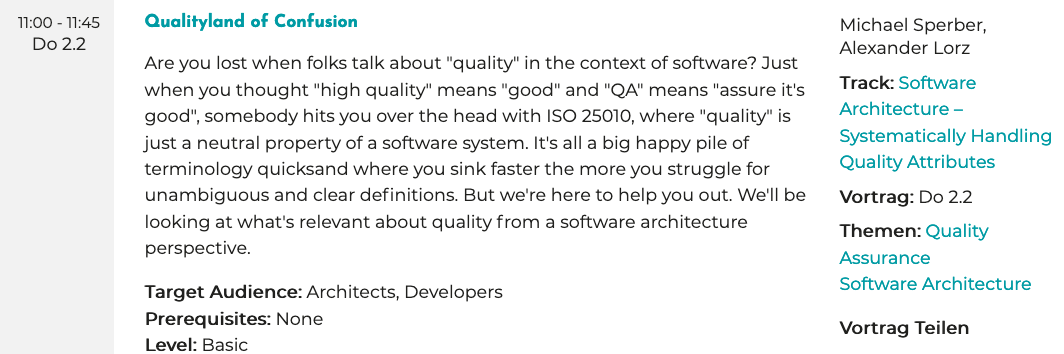 11:00 - 11:45
Do 2.2
Qualityland of Confusion
Are you lost when folks talk about "quality" in the context of software? Just
when you thought "high quality" means "good" and "QA" means "assure it's
good", somebody hits you over the head with ISO 25010, where "quality" is
just a neutral property of a software system. It's all a big happy pile of
terminology quicksand where you sink faster the more you struggle for
unambiguous and clear definitions. But we're here to help you out. We'll be
looking at what's relevant about quality from a software architecture
perspective.
Target Audience: Architects, Developers
Prerequisites: None
Level: Basic
Michael Sperber,
Alexander Lorz
Track: Software
Architecture –
Systematically Handling
Quality Attributes
Vortrag: Do 2.2
Themen: Quality
Assurance
Software Architecture
Vortrag Teilen